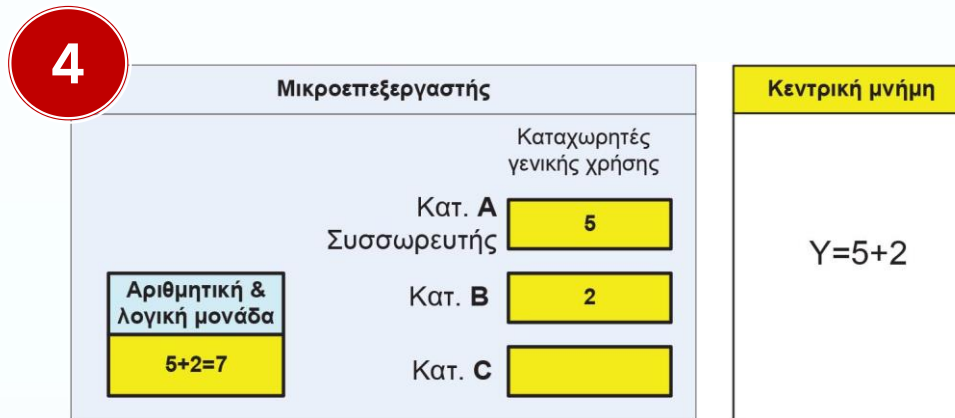 4
Μικροεπεξεργαστής
Κεντρική μνήμη
Καταχωρητές
γενικής χρήσης
Κατ. A
Συσσωρευτής
5
Υ=5+2
Αριθμητική &
λογική μονάδα
Κατ. B
2
5+2=7
Κατ. C